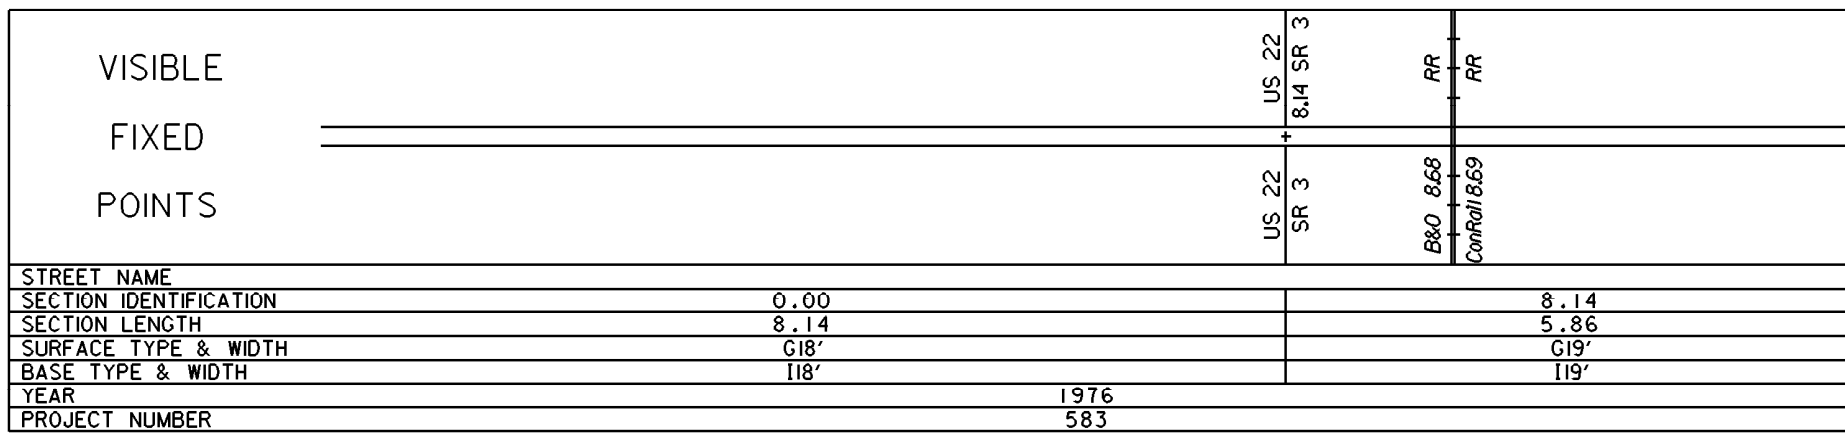 VISIBLE
FIXED
POINTS
US 22
8.14 SR 3
RR
RR
US 22
SR 3
B&O 8.68
ConRail 8.69
STREET NAME
SECTION IDENTIFICATION 0.00 8.14
SECTION LENGTH 8.14 5.86
SURFACE TYPE & WIDTH G18′ G19′
BASE TYPE & WIDTH I18′ I19′
YEAR 1976
PROJECT NUMBER 583